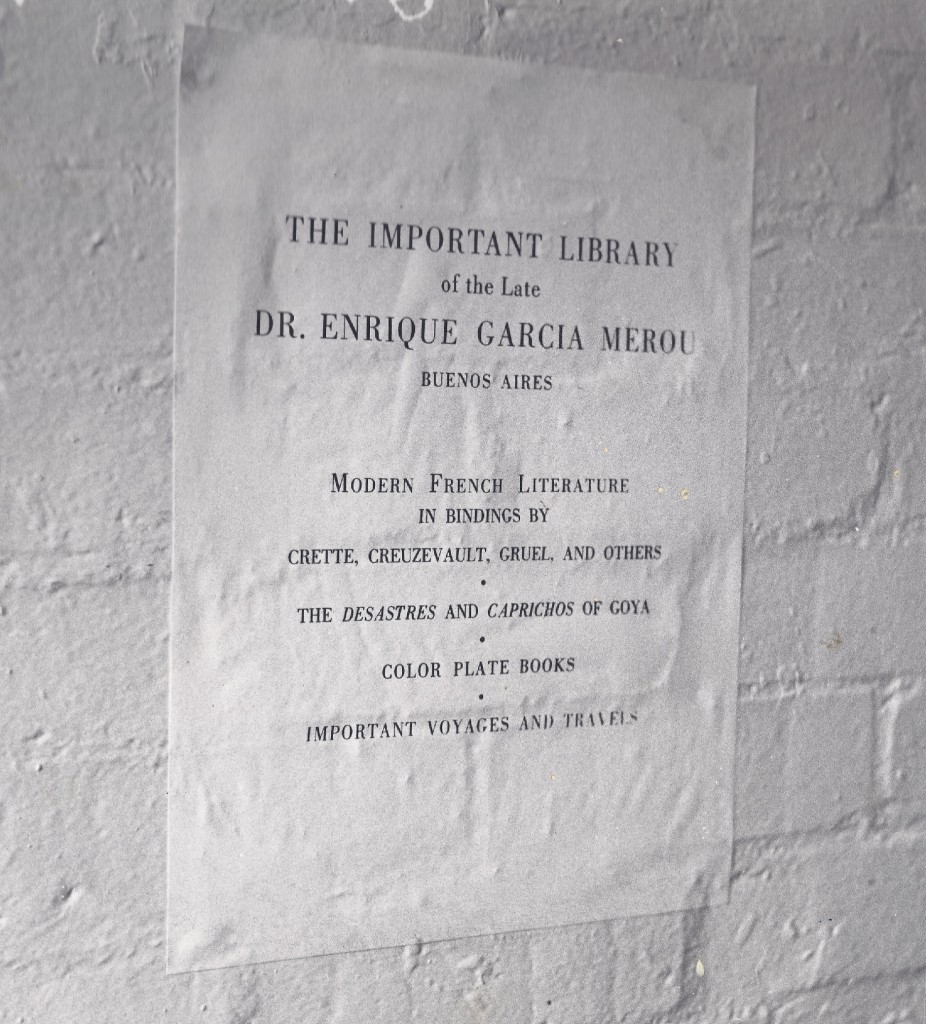 THE IMPORTANT LIBRARY
of the Late
DR. ENRIQUE GARCIA MEROU
BUENOS AIRES
MODERN FRENCH LITERATURE
IN BINDINGS BY
CRETTE, CREUZEVAULT, GRUEL, AND OTHERS
•
THE DESASTRES AND CAPRICHOS OF GOYA
•
COLOR PLATE BOOKS
•
IMPORTANT VOYAGES AND TRAVELS